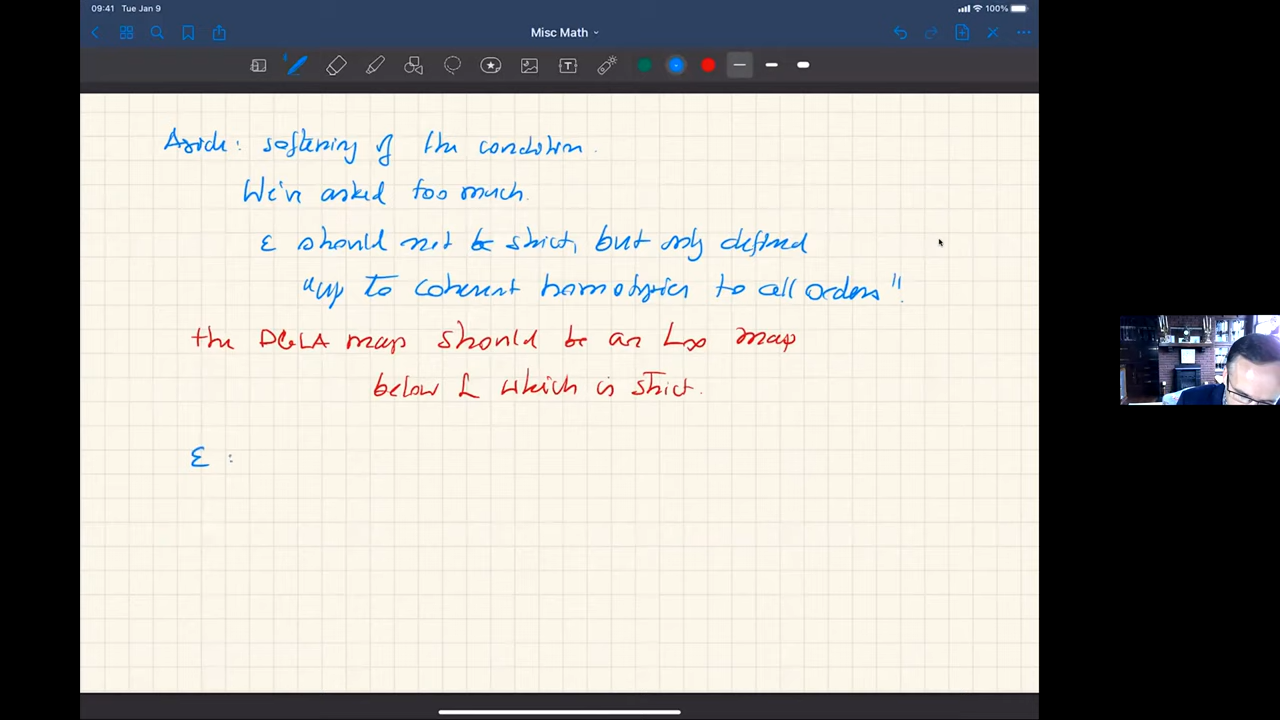 09:41 Tue Jan 9
100%
Misc Math
Aside: softening of the condition.
We've asked too much.
ε should not be strict, but only defined
"up to coherent homotopies to all orders".
the DGLA map should be an L∞ map
below L which is strict.
ε :